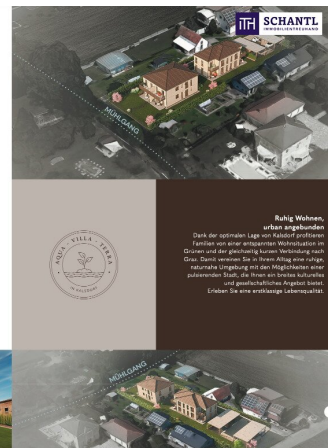 iTH SCHANTL
IMMOBILIENTREUHAND
MÜHLGANG
AQUA · VILLA · TERRA
IN KALSDORF
Ruhig Wohnen,
urban angebunden
Dank der optimalen Lage von Kalsdorf profitieren
Familien von einer entspannten Wohnsituation im
Grünen und der gleichzeitig kurzen Verbindung nach
Graz. Damit vereinen Sie in Ihrem Alltag eine ruhige,
naturnahe Umgebung mit den Möglichkeiten einer
pulsierenden Stadt, die Ihnen ein breites kulturelles
und gesellschaftliches Angebot bietet.
Erleben Sie eine erstklassige Lebensqualität.
MÜHLGANG